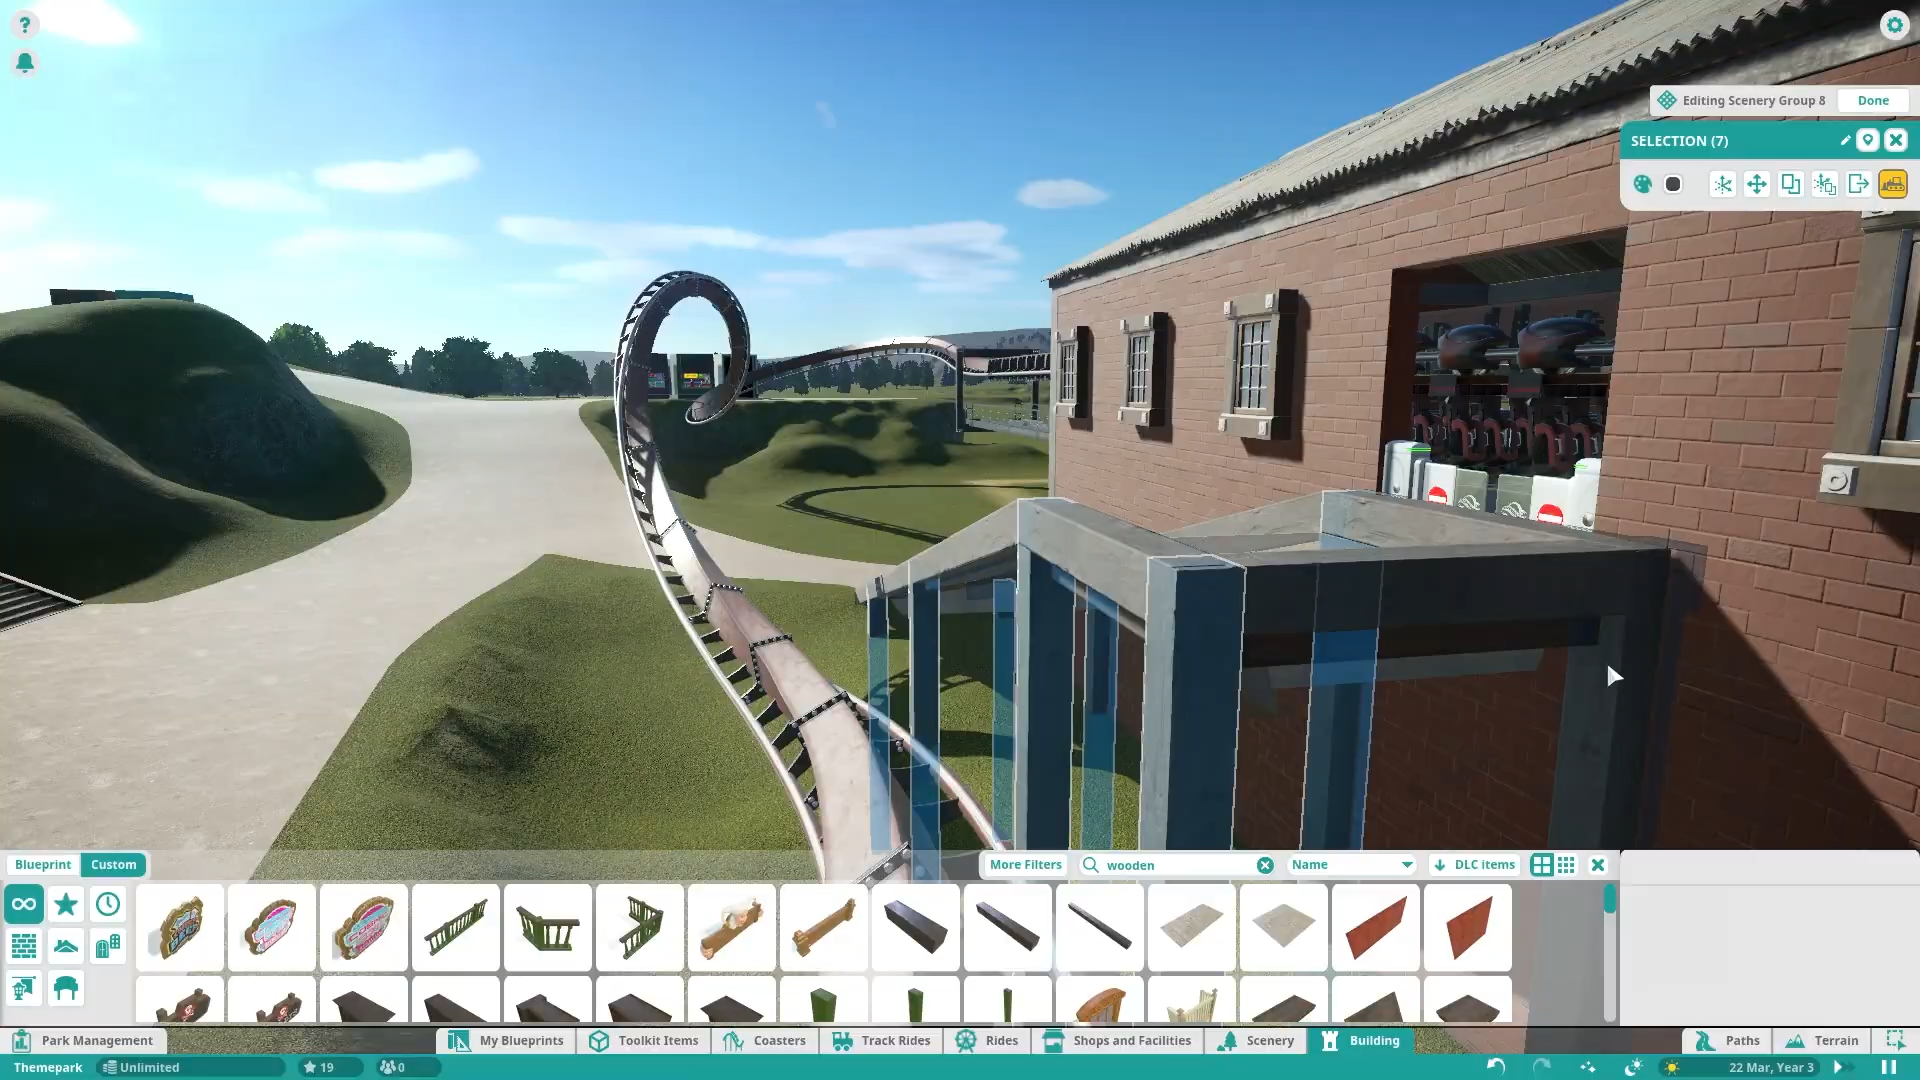 Editing Scenery Group 8
Done
SELECTION (7)
Blueprint
Custom
More Filters
wooden
Name
DLC items
Park Management
My Blueprints
Toolkit Items
Coasters
Track Rides
Rides
Shops and Facilities
Scenery
Building
Paths
Terrain
Themepark
Unlimited
19
0
22 Mar, Year 3